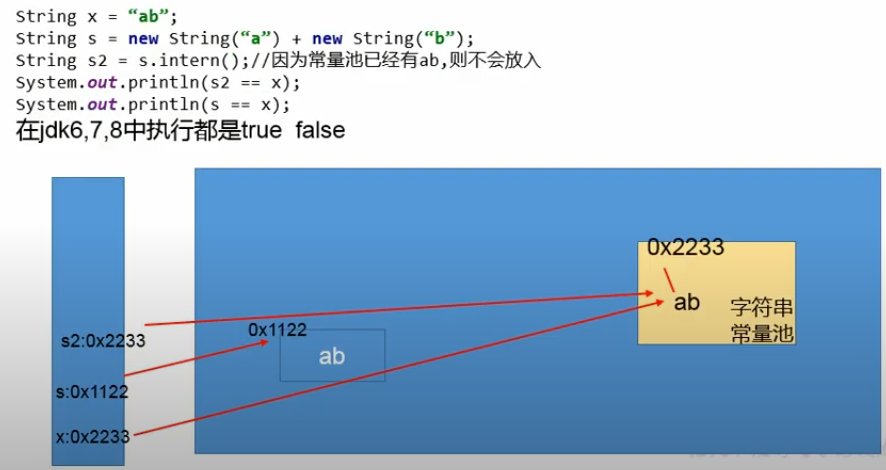 String x = “ab”;
String s = new String(“a”) + new String(“b”);
String s2 = s.intern();//因为常量池已经有ab,则不会放入
System.out.println(s2 == x);
System.out.println(s == x);
在jdk6,7,8中执行都是true false
0x2233
ab
字符串
常量池
0x1122
ab
s2:0x2233
s:0x1122
x:0x2233